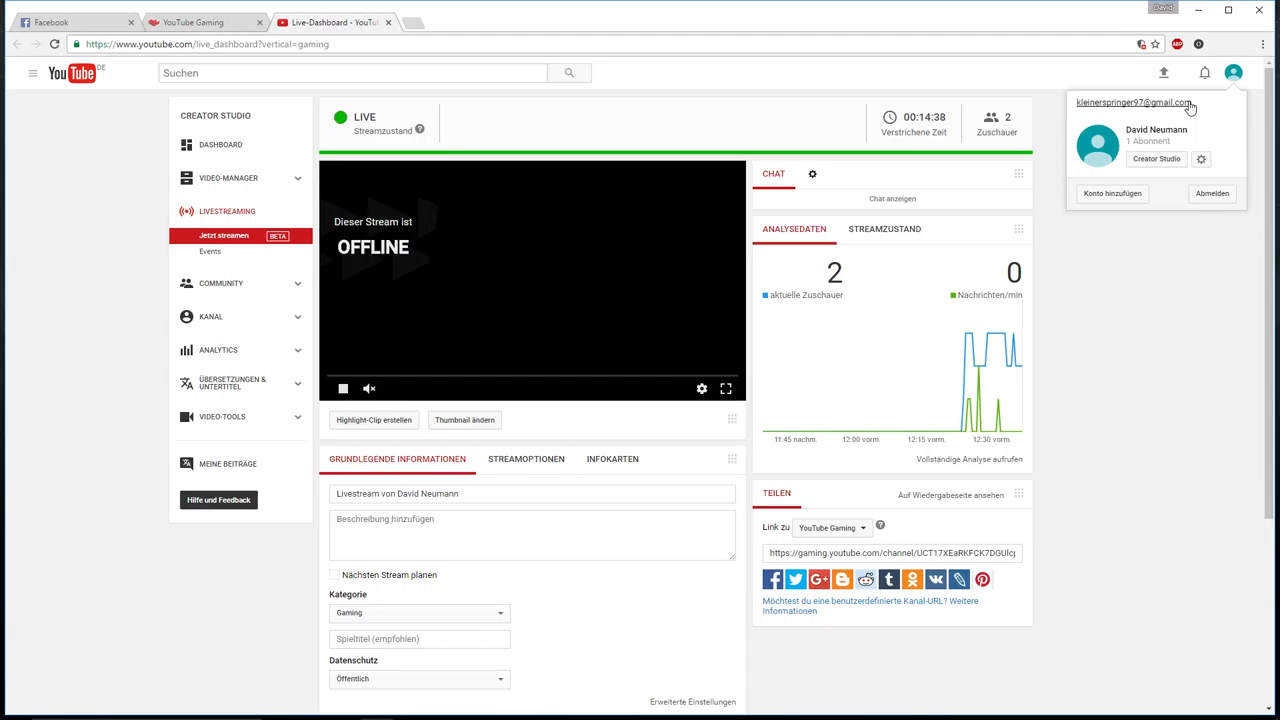 David
Facebook
YouTube Gaming
Live-Dashboard - YouTu
https://www.youtube.com/live_dashboard?vertical=gaming
ABP
YouTube DE
Suchen
kleinerspringer97@gmail.com
David Neumann
1 Abonnent
Creator Studio
Konto hinzufügen
Abmelden
CREATOR STUDIO
DASHBOARD
VIDEO-MANAGER
LIVESTREAMING
Jetzt streamen BETA
Events
COMMUNITY
KANAL
ANALYTICS
ÜBERSETZUNGEN &
UNTERTITEL
VIDEO-TOOLS
MEINE BEITRÄGE
Hilfe und Feedback
LIVE
Streamzustand ?
00:14:38
Verstrichene Zeit
2
Zuschauer
Dieser Stream ist
OFFLINE
Highlight-Clip erstellen
Thumbnail ändern
GRUNDLEGENDE INFORMATIONEN
STREAMOPTIONEN
INFOKARTEN
Livestream von David Neumann
Beschreibung hinzufügen
Nächsten Stream planen
Kategorie
Gaming
Spieltitel (empfohlen)
Datenschutz
Öffentlich
Erweiterte Einstellungen
CHAT
Chat anzeigen
ANALYSEDATEN
STREAMZUSTAND
2
0
aktuelle Zuschauer
Nachrichten/min
11:45 nachm.
12:00 vorm.
12:15 vorm.
12:30 vorm.
Vollständige Analyse aufrufen
TEILEN
Auf Wiedergabeseite ansehen
Link zu
YouTube Gaming
?
https://gaming.youtube.com/channel/UCT17XEaRKFCK7DGUlcp
Möchtest du eine benutzerdefinierte Kanal-URL? Weitere
Informationen